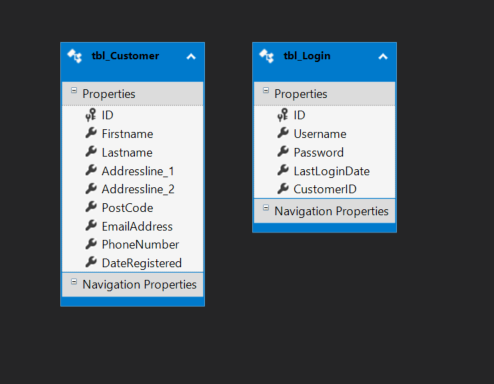 tbl_Customer
Properties
ID
Firstname
Lastname
Addressline_1
Addressline_2
PostCode
EmailAddress
PhoneNumber
DateRegistered
Navigation Properties
tbl_Login
Properties
ID
Username
Password
LastLoginDate
CustomerID
Navigation Properties